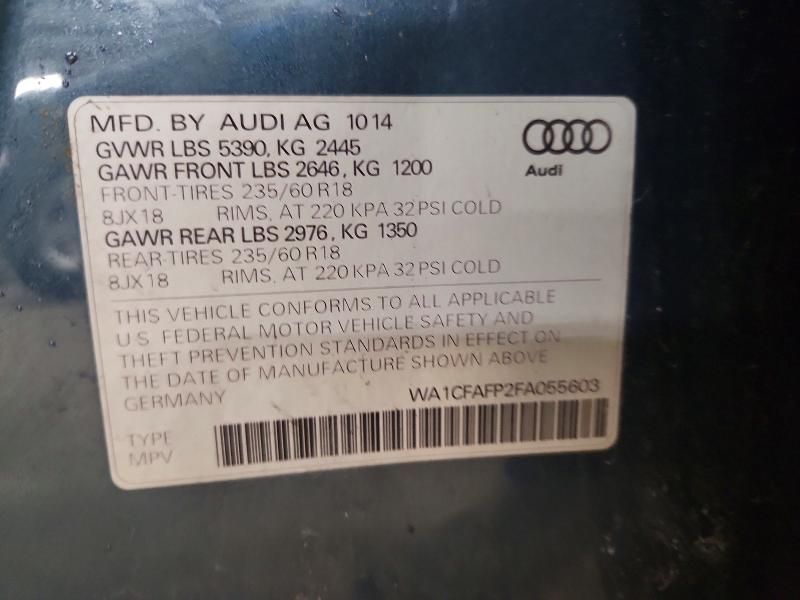 MFD. BY AUDI AG 1014
GVWR LBS 5390, KG 2445
GAWR FRONT LBS 2646, KG 1200
FRONT-TIRES 235/60 R18
8JX18 RIMS, AT 220 KPA 32 PSI COLD
GAWR REAR LBS 2976, KG 1350
REAR-TIRES 235/60 R18
8JX18 RIMS, AT 220 KPA 32 PSI COLD
Audi
THIS VEHICLE CONFORMS TO ALL APPLICABLE
U.S. FEDERAL MOTOR VEHICLE SAFETY AND
THEFT PREVENTION STANDARDS IN EFFECT ON
THE DATE OF MANUFACTURE SHOWN ABOVE.
GERMANY WA1CFAFP2FA055603
TYPE
MPV